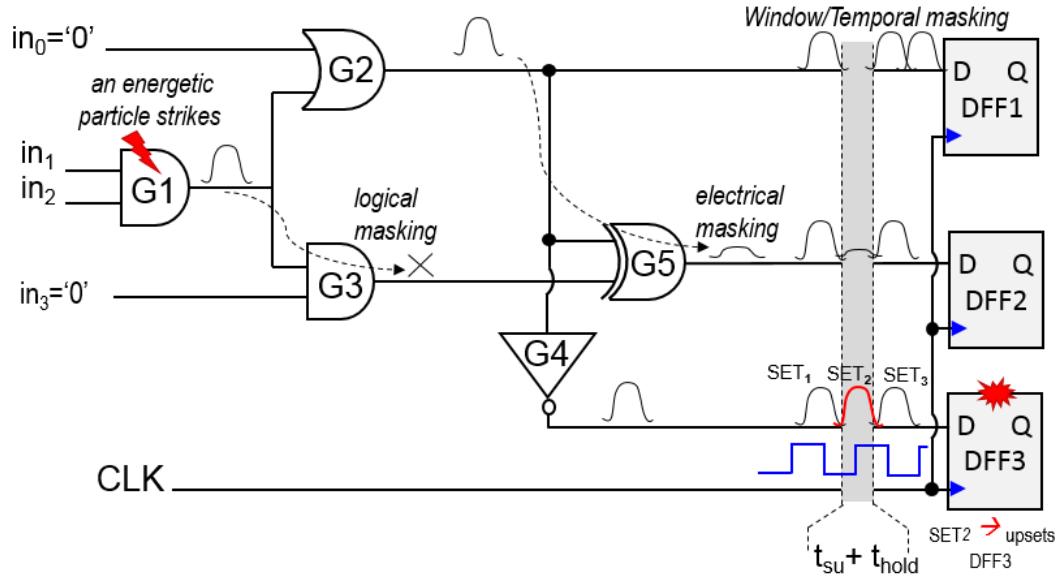 Window/Temporal masking
in0='0'
G2
D Q
DFF1
an energetic
particle strikes
in1
in2
G1
logical
masking
electrical
masking
G5
D Q
DFF2
G3
in3='0'
G4
SET1 SET2 SET3
D Q
DFF3
CLK
SET2 → upsets
DFF3
tsu+ thold